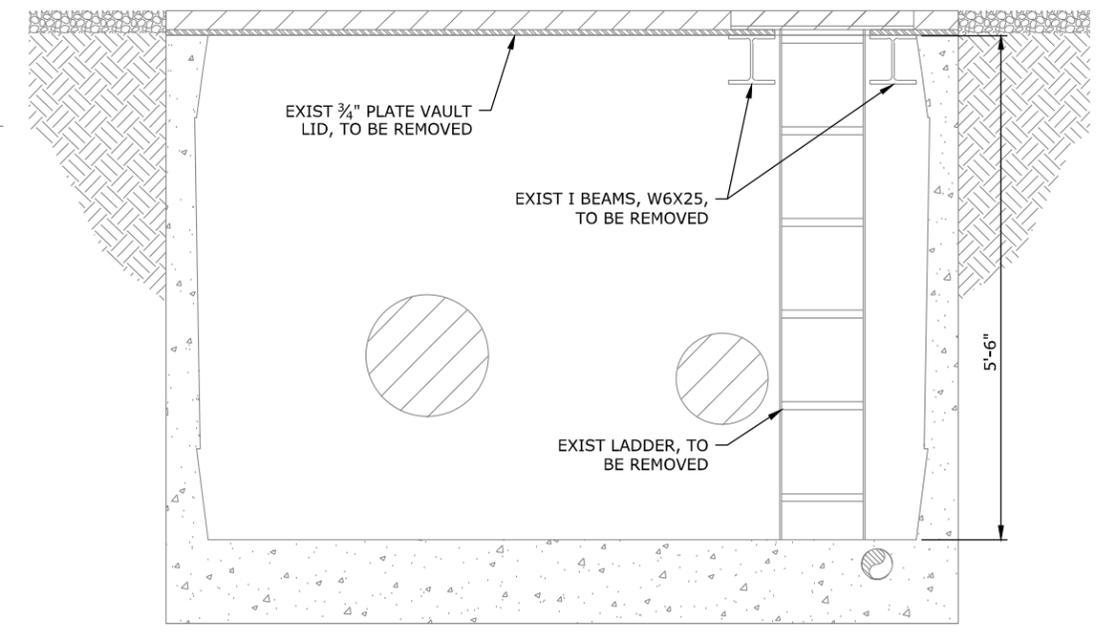 EXIST ¾" PLATE VAULT
LID, TO BE REMOVED
EXIST I BEAMS, W6X25,
TO BE REMOVED
5'-6"
EXIST LADDER, TO
BE REMOVED